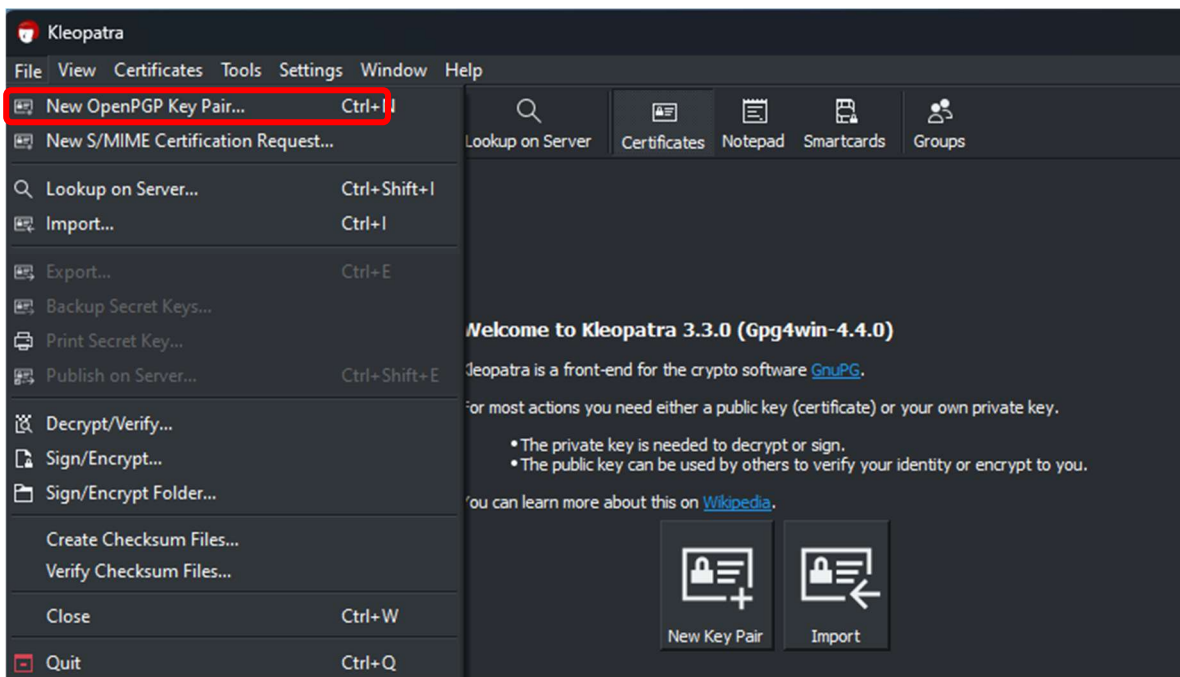 Kleopatra
File View Certificates Tools Settings Window Help
New OpenPGP Key Pair... Ctrl+N
New S/MIME Certification Request...
Lookup on Server... Ctrl+Shift+I
Import... Ctrl+I
Export... Ctrl+E
Backup Secret Keys...
Print Secret Key...
Publish on Server... Ctrl+Shift+E
Decrypt/Verify...
Sign/Encrypt...
Sign/Encrypt Folder...
Create Checksum Files...
Verify Checksum Files...
Close Ctrl+W
Quit Ctrl+Q
Lookup on Server Certificates Notepad Smartcards Groups
Welcome to Kleopatra 3.3.0 (Gpg4win-4.4.0)
Kleopatra is a front-end for the crypto software GnuPG.
For most actions you need either a public key (certificate) or your own private key.
• The private key is needed to decrypt or sign.
• The public key can be used by others to verify your identity or encrypt to you.
You can learn more about this on Wikipedia.
New Key Pair Import